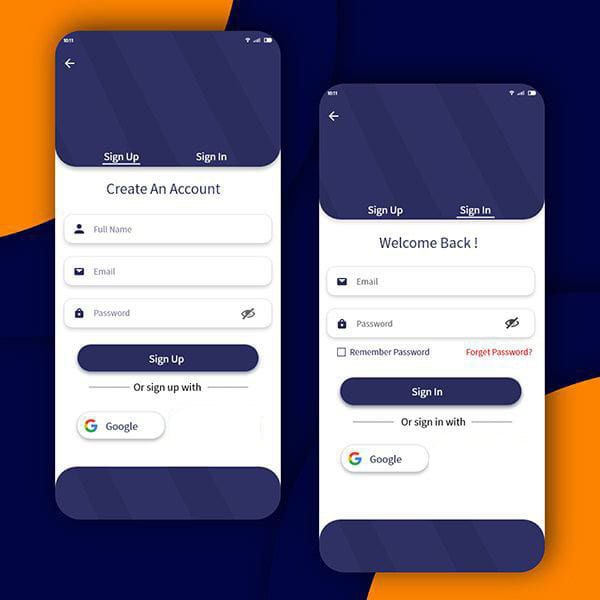 10:11
Sign Up Sign In
Create An Account
Full Name
Email
Password
Sign Up
Or sign up with
Google
10:11
Sign Up Sign In
Welcome Back !
Email
Password
Remember Password Forget Password?
Sign In
Or sign in with
Google